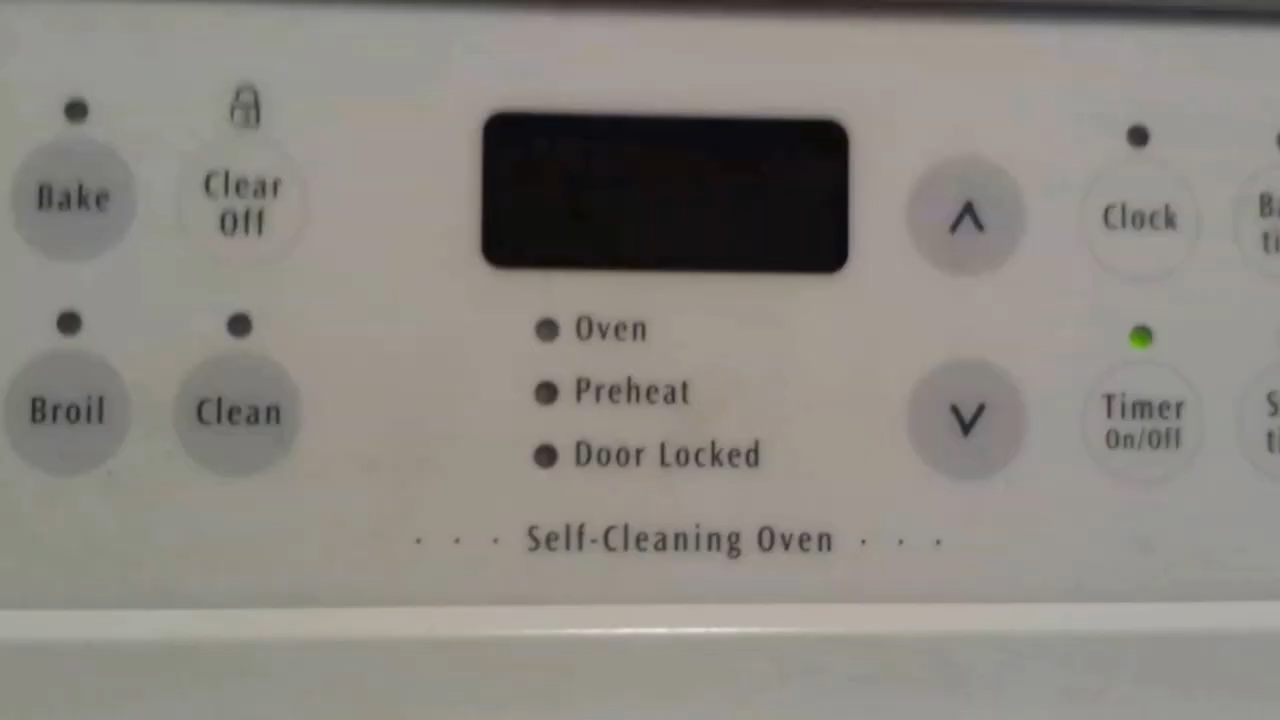 Bake
Clear
Off
Clock
Oven
Preheat
Broil
Clean
Door Locked
Timer
On/Off
Self-Cleaning Oven